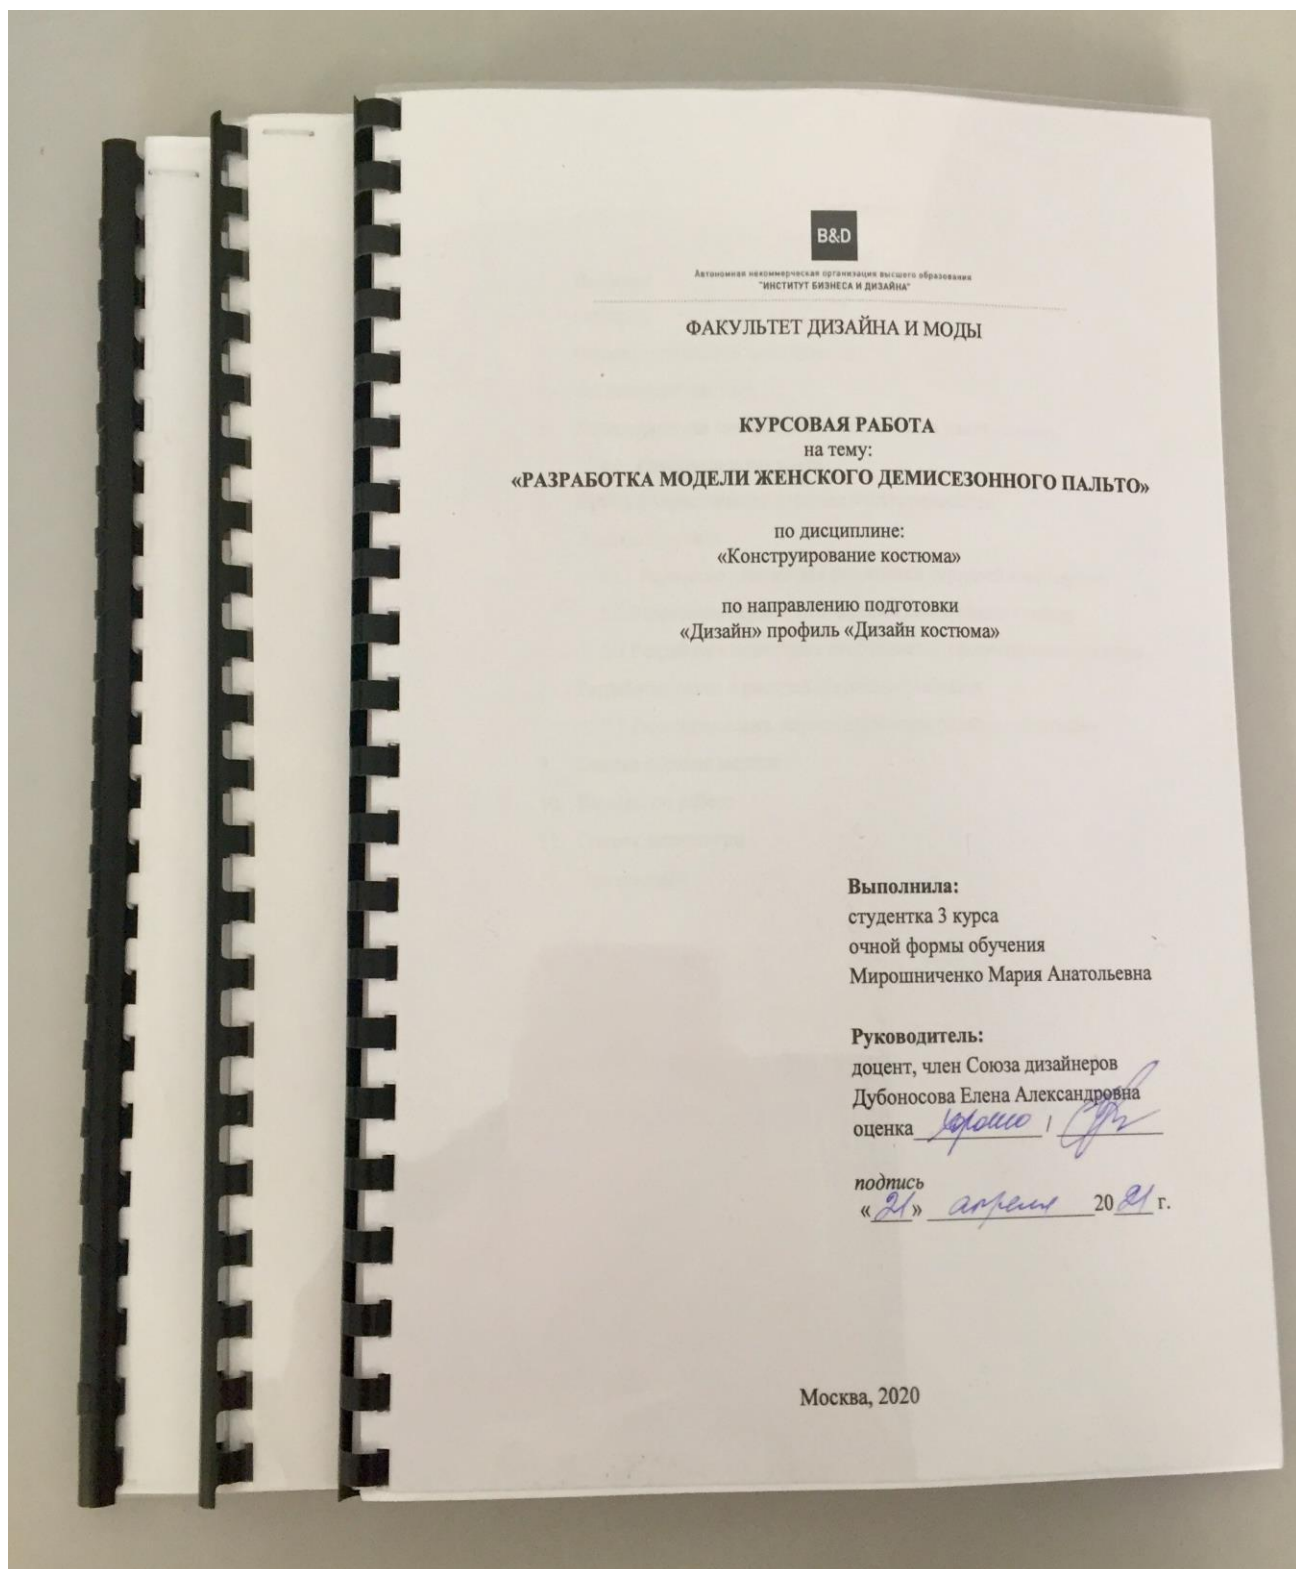 B&D
Автономная некоммерческая организация высшего образования
"ИНСТИТУТ БИЗНЕСА И ДИЗАЙНА"
ФАКУЛЬТЕТ ДИЗАЙНА И МОДЫ
КУРСОВАЯ РАБОТА
на тему:
«РАЗРАБОТКА МОДЕЛИ ЖЕНСКОГО ДЕМИСЕЗОННОГО ПАЛЬТО»
по дисциплине:
«Конструирование костюма»
по направлению подготовки
«Дизайн» профиль «Дизайн костюма»
Выполнила:
студентка 3 курса
очной формы обучения
Мирошниченко Мария Анатольевна
Руководитель:
доцент, член Союза дизайнеров
Дубоносова Елена Александровна
оценка хорошо /
подпись
«21» апреля 2021 г.
Москва, 2020